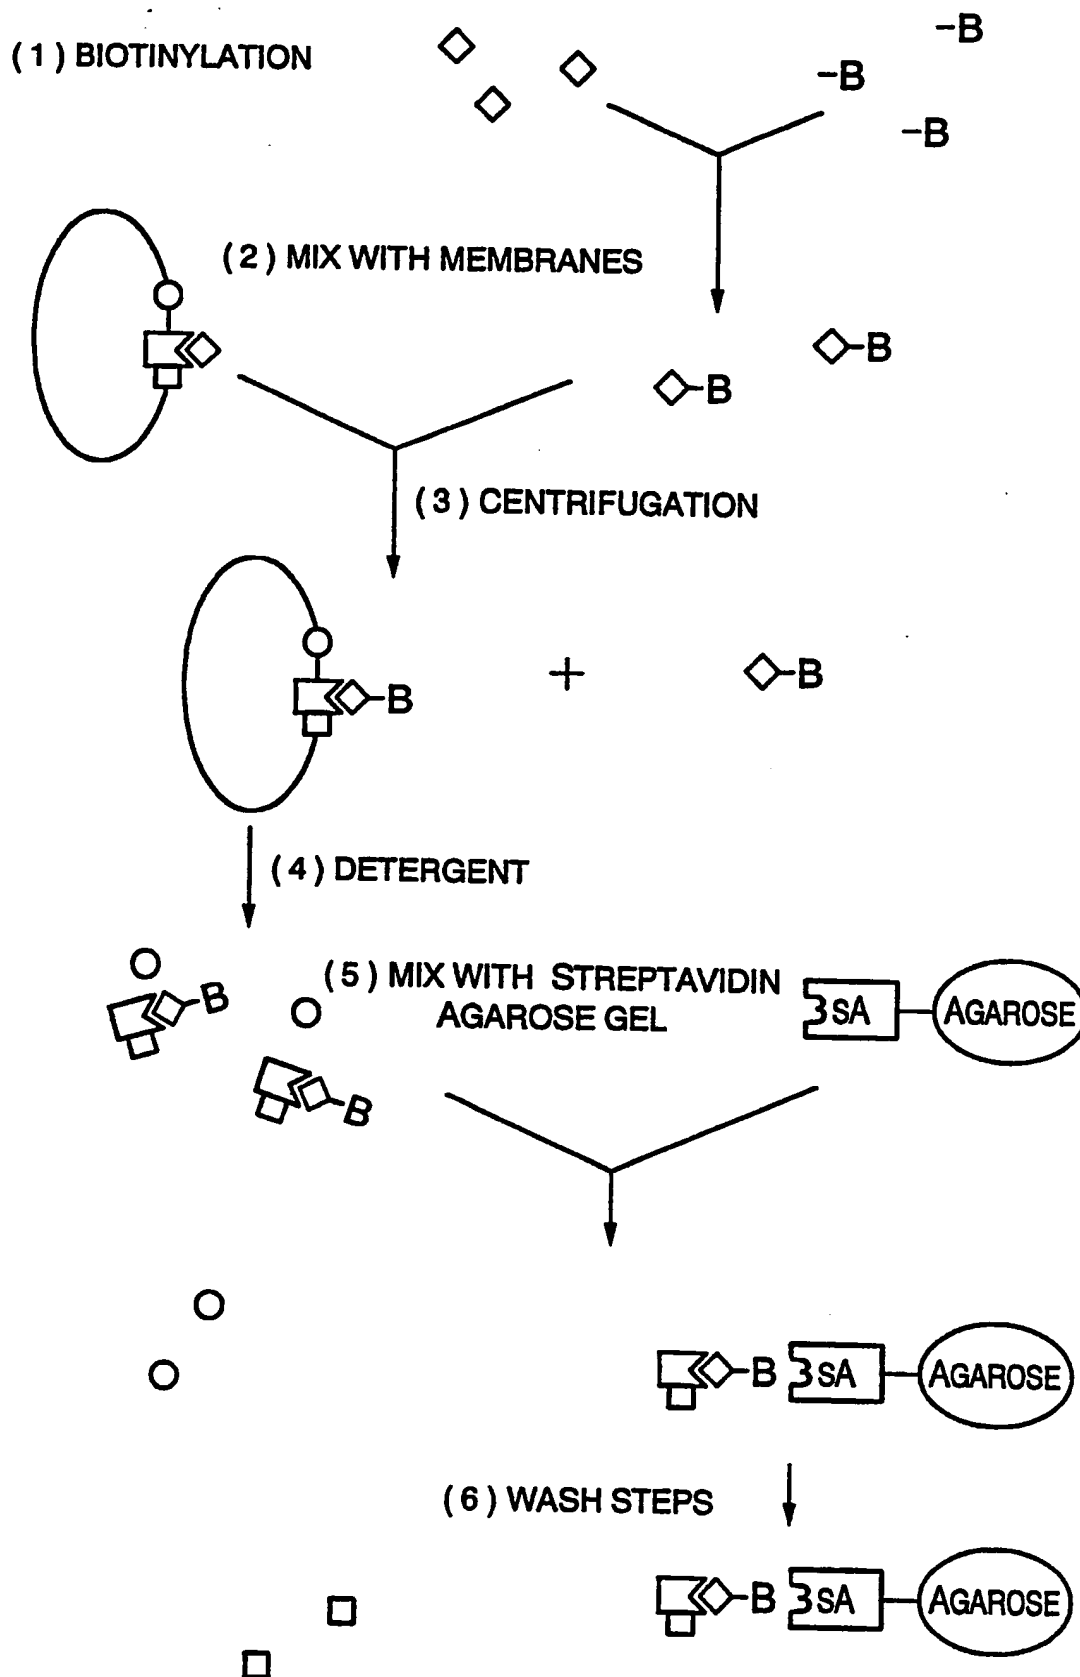 (1) BIOTINYLATION
-B
-B
-B
(2) MIX WITH MEMBRANES
-B
-B
(3) CENTRIFUGATION
-B
+
-B
(4) DETERGENT
-B
-B
(5) MIX WITH STREPTAVIDIN
AGAROSE GEL
SA
AGAROSE
-B
SA
AGAROSE
(6) WASH STEPS
-B
SA
AGAROSE